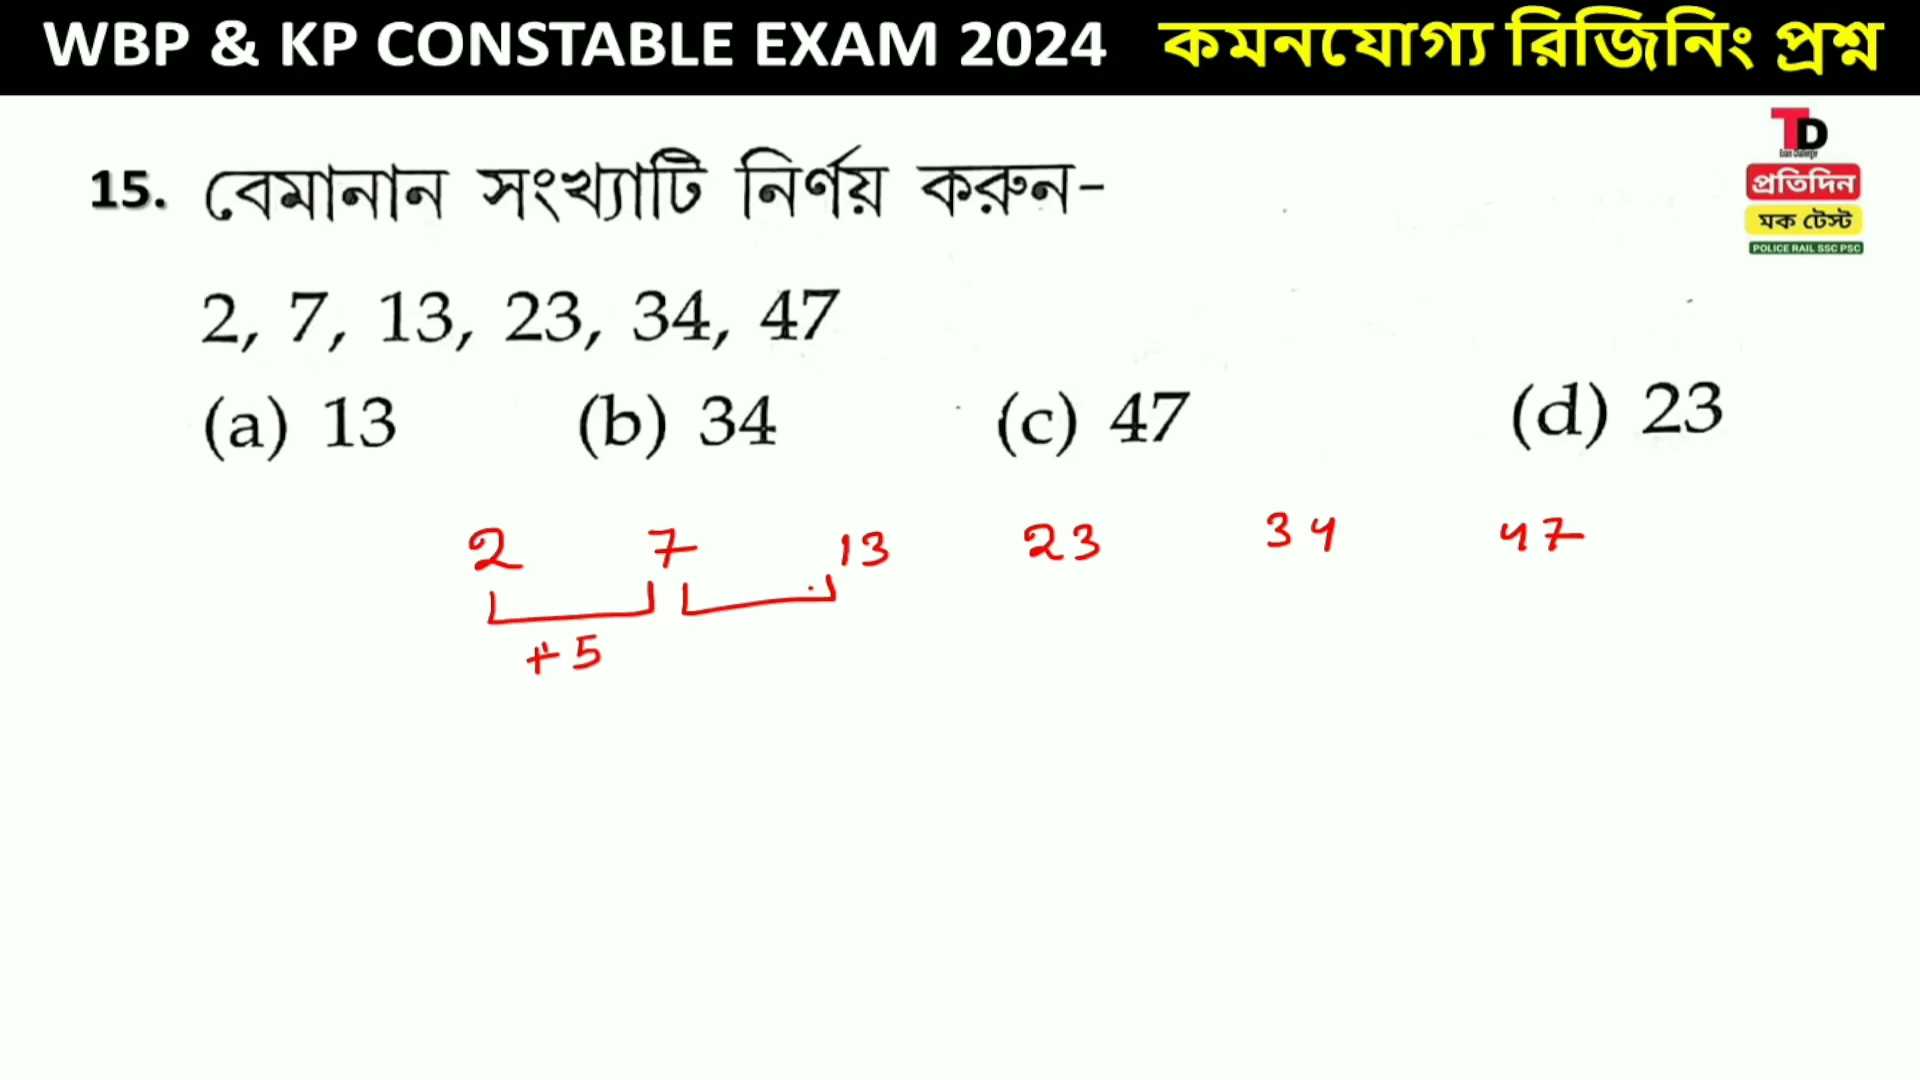 WBP & KP CONSTABLE EXAM 2024 কমনযোগ্য রিজিনিং প্রশ্ন
TD
প্রতিদিন
মক টেস্ট
POLICE RAIL SSC PSC
15. বেমানান সংখ্যাটি নির্ণয় করুন-
2, 7, 13, 23, 34, 47
(a) 13 (b) 34 (c) 47 (d) 23
2 7 13 23 34 47
+5